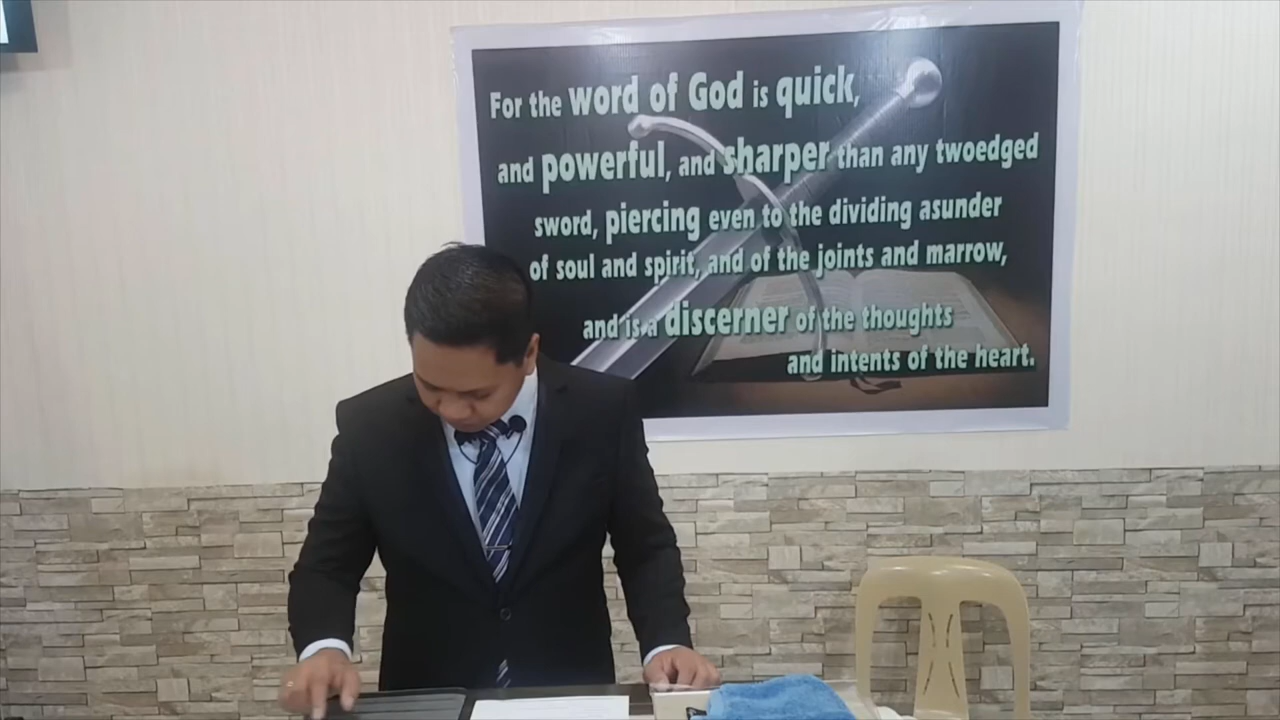 For the word of God is quick,
and powerful, and sharper than any twoedged
sword, piercing even to the dividing asunder
of soul and spirit, and of the joints and marrow,
and is a discerner of the thoughts
and intents of the heart.